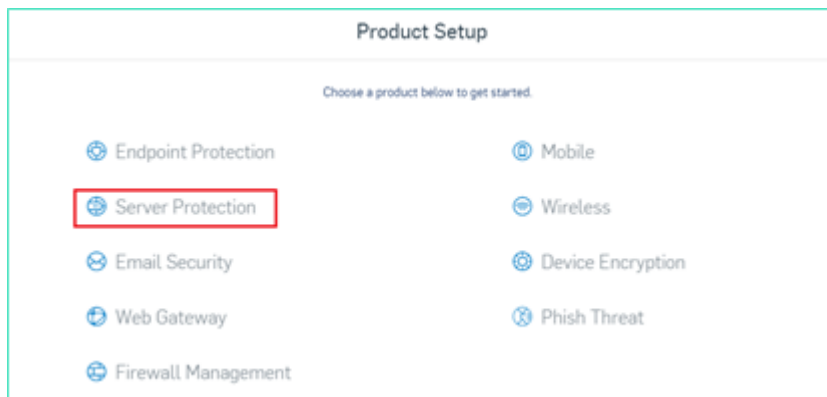 Product Setup
Choose a product below to get started.
Endpoint Protection
Mobile
Server Protection
Wireless
Email Security
Device Encryption
Web Gateway
Phish Threat
Firewall Management